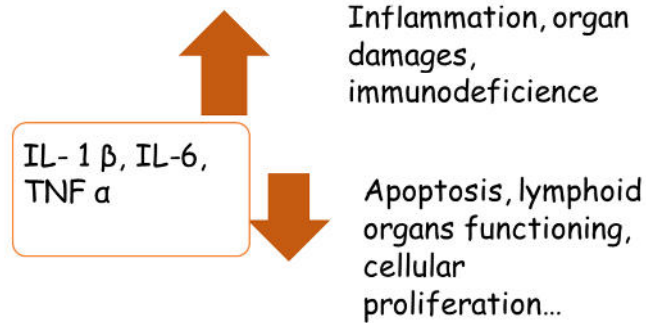 Inflammation, organ
damages,
immunodeficience
IL- 1 β, IL-6,
TNF α
Apoptosis, lymphoid
organs functioning,
cellular
proliferation...